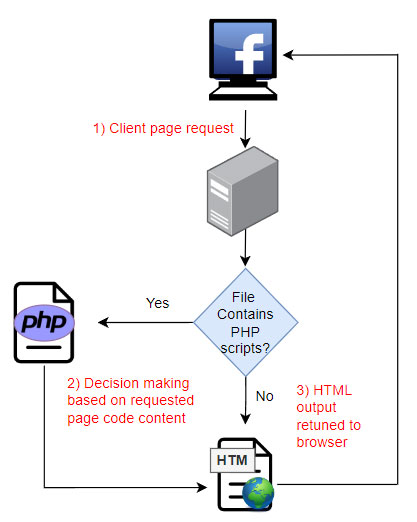 f
1) Client page request
File
Contains
PHP
scripts?
Yes
php
No
2) Decision making
based on requested
page code content
3) HTML
output
retuned to
browser
HTM